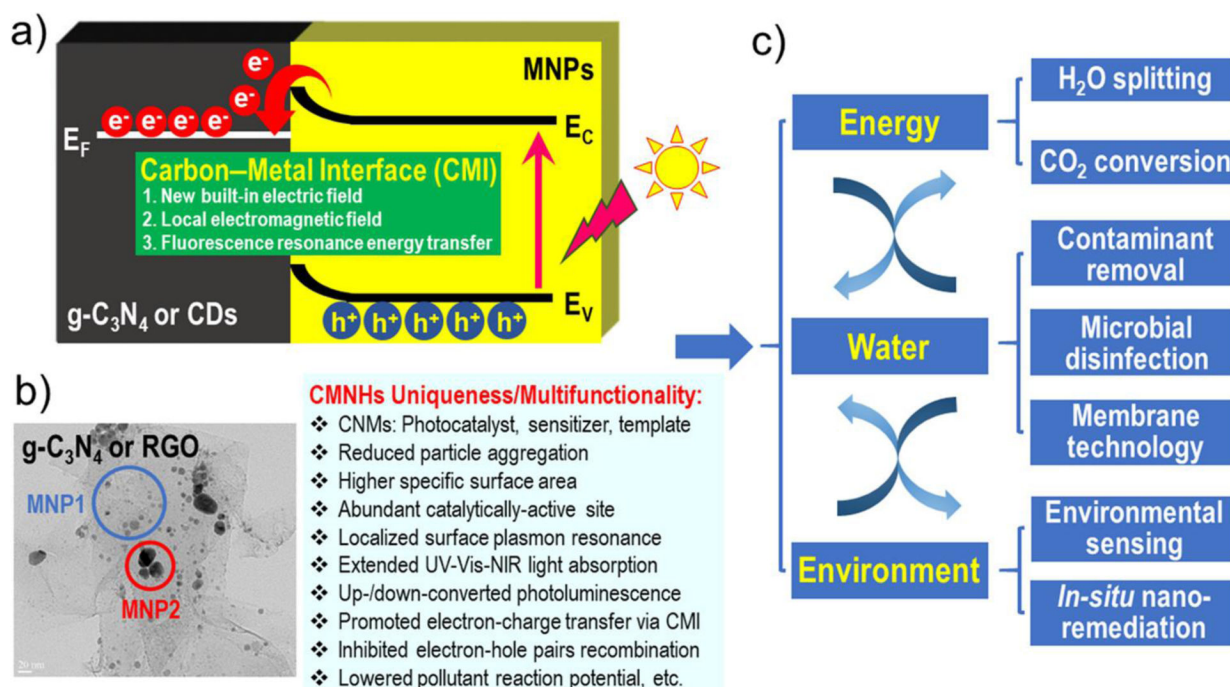 a)
MNPs
e-
e-
e- e- e- e-
E_F
E_C
Carbon—Metal Interface (CMI)
1. New built-in electric field
2. Local electromagnetic field
3. Fluorescence resonance energy transfer
g-C₃N₄ or CDs
E_V
h+ h+ h+ h+ h+
b)
g-C₃N₄ or RGO
MNP1
MNP2
20 nm
CMNHs Uniqueness/Multifunctionality:
❖ CNMs: Photocatalyst, sensitizer, template
❖ Reduced particle aggregation
❖ Higher specific surface area
❖ Abundant catalytically-active site
❖ Localized surface plasmon resonance
❖ Extended UV-Vis-NIR light absorption
❖ Up-/down-converted photoluminescence
❖ Promoted electron-charge transfer via CMI
❖ Inhibited electron-hole pairs recombination
❖ Lowered pollutant reaction potential, etc.
c)
Energy
H₂O splitting
CO₂ conversion
Water
Contaminant
removal
Microbial
disinfection
Membrane
technology
Environment
Environmental
sensing
In-situ nano-
remediation